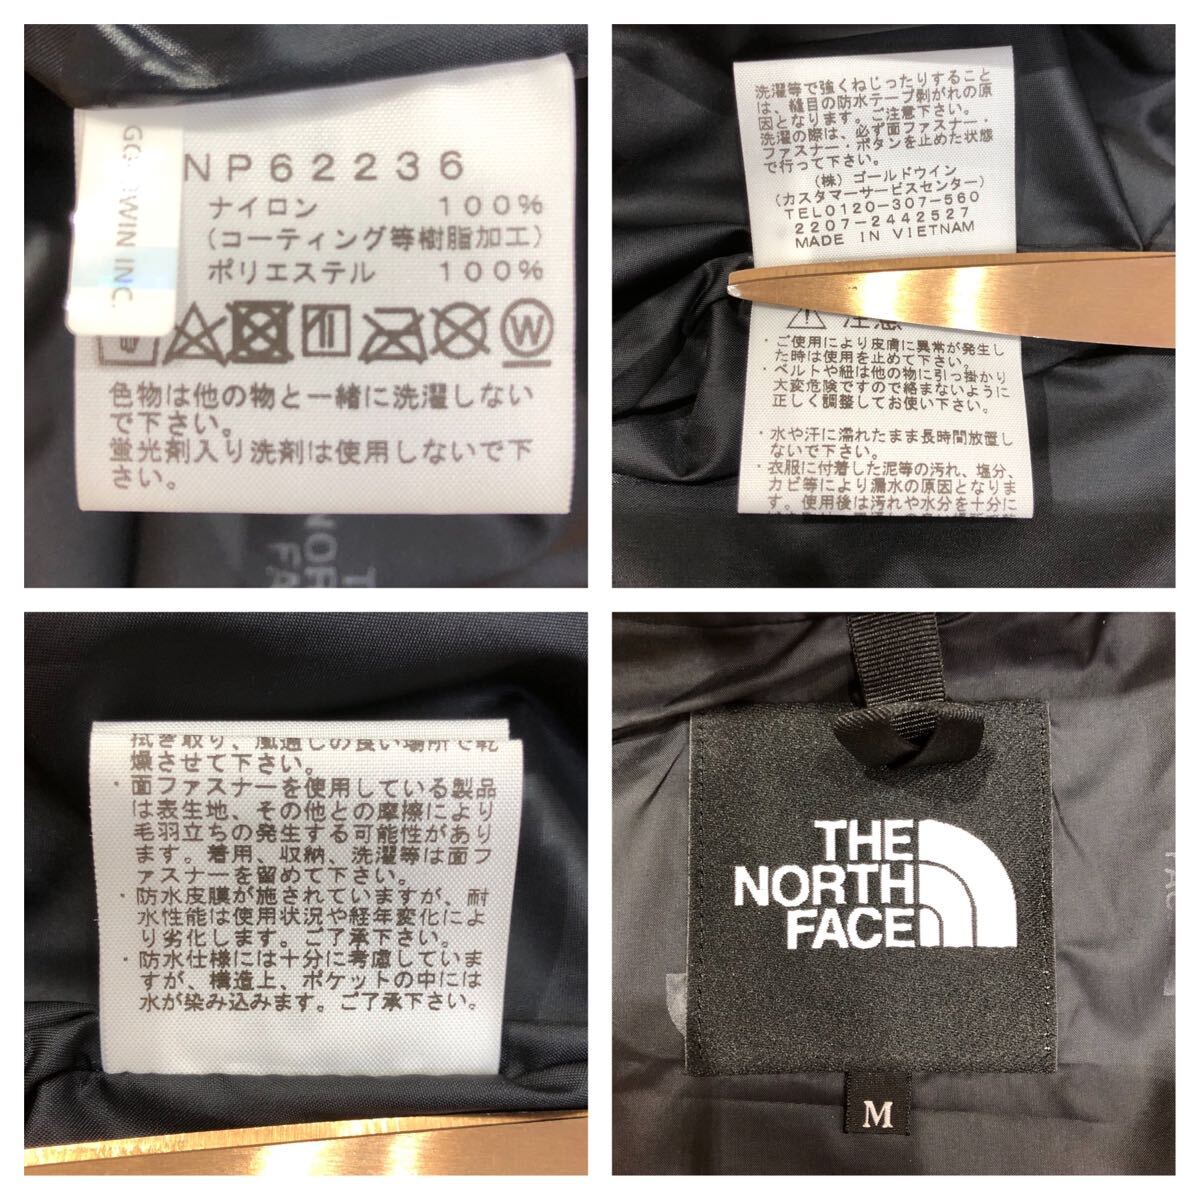 NP62236
ナイロン 100%
(コーティング等樹脂加工)
ポリエステル 100%
W
色物は他の物と一緒に洗濯しない
で下さい。
蛍光剤入り洗剤は使用しないで下
さい。
WIN INC.
NOR
FA
洗濯等で強くねじったりすること
は、縫目の防水テープ剥がれの原
因となります。ご注意下さい。
洗濯の際は、必ず面ファスナー・
ファスナー・ボタンを止めた状態
で行って下さい。
(株)ゴールドウイン
(カスタマーサービスセンター)
TEL0120-307-560
2207-2442527
MADE IN VIETNAM
注意
・ご使用により皮膚に異常が発生し
た時は使用を止めて下さい。
・ベルトや紐は他の物に引っ掛かり
大変危険ですので絡まないように
正しく調整してお使い下さい。
・水や汗に濡れたまま長時間放置し
ないで下さい。
・衣服に付着した泥等の汚れ、塩分、
カビ等により漏水の原因となりま
す。使用後は汚れや水分を十分に
拭き取り、風通しの良い場所で乾
燥させて下さい。
・面ファスナーを使用している製品
は表生地、その他との摩擦により
毛羽立ちの発生する可能性があり
ます。着用、収納、洗濯等は面フ
ァスナーを留めて下さい。
・防水皮膜が施されていますが、耐
水性能は使用状況や経年変化によ
り劣化します。ご了承下さい。
・防水仕様には十分に考慮していま
すが、構造上、ポケットの中には
水が染み込みます。ご了承下さい。
THE
NORTH
FACE
M